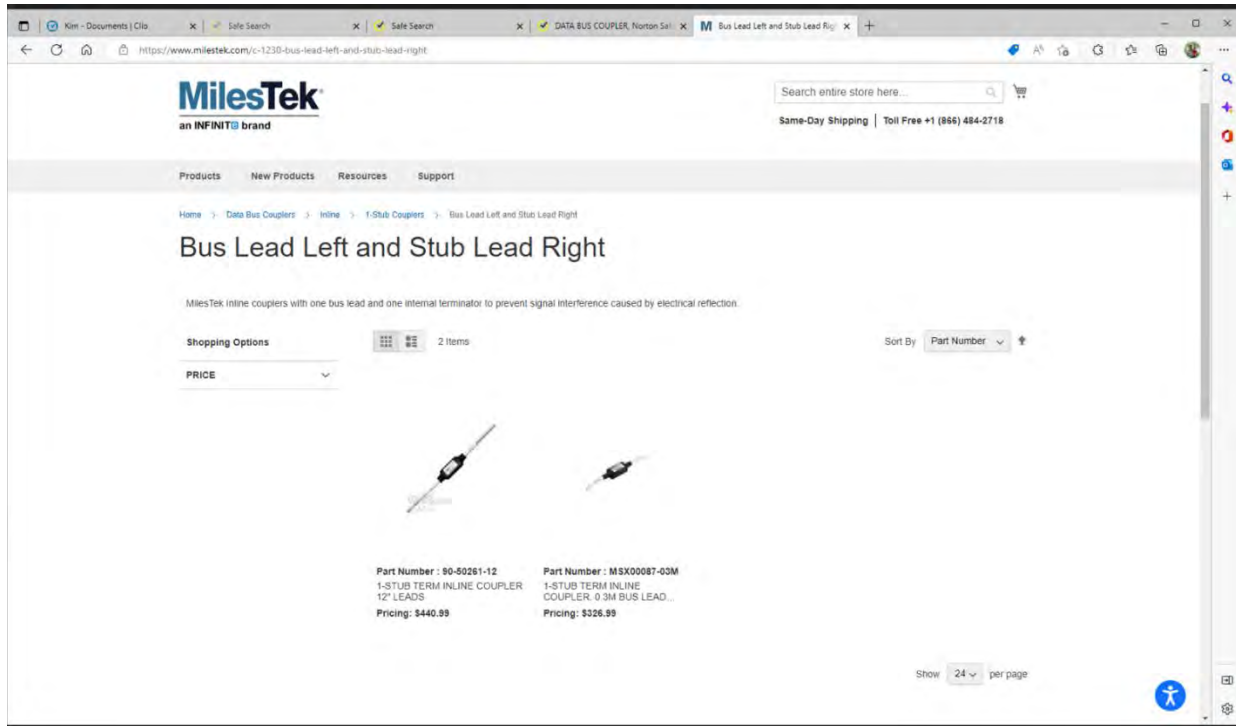 Kim - Documents | Clio
Safe Search
Safe Search
DATA BUS COUPLER, Norton Saf
Bus Lead Left and Stub Lead Rig
https://www.milestek.com/c-1230-bus-lead-left-and-stub-lead-right
MilesTek
an INFINIT@ brand
Search entire store here...
Same-Day Shipping | Toll Free +1 (866) 484-2718
Products New Products Resources Support
Home > Data Bus Couplers > Inline > 1-Stub Couplers > Bus Lead Left and Stub Lead Right
Bus Lead Left and Stub Lead Right
MilesTek inline couplers with one bus lead and one internal terminator to prevent signal interference caused by electrical reflection.
Shopping Options
2 Items
Sort By Part Number
PRICE
Part Number : 90-50261-12
1-STUB TERM INLINE COUPLER
12" LEADS
Pricing: $440.99
Part Number : MSX00087-03M
1-STUB TERM INLINE
COUPLER. 0.3M BUS LEAD...
Pricing: $326.99
Show 24 per page